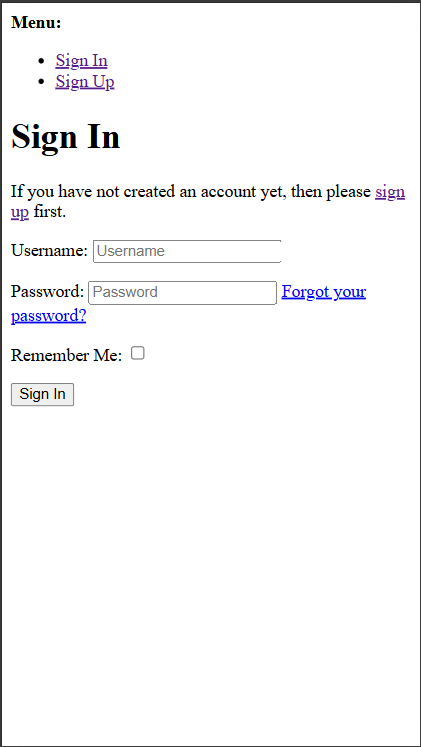 Menu:
Sign In
Sign Up
Sign In
If you have not created an account yet, then please sign
up first.
Username: Username
Password: Password Forgot your
password?
Remember Me:
Sign In